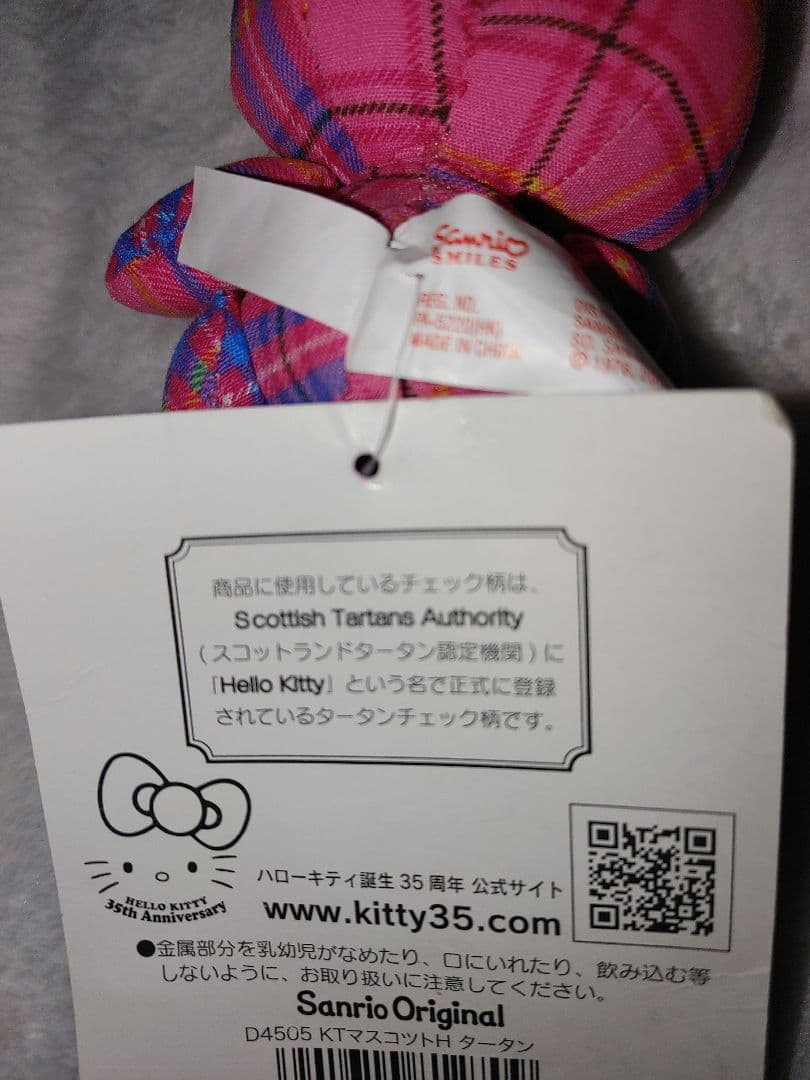 Sanrio
SMILES
REG. NO.
MADE IN CHINA
商品に使用しているチェック柄は、
Scottish Tartans Authority
(スコットランドタータン認定機関)に
「Hello Kitty」という名で正式に登録
されているタータンチェック柄です。
HELLO KITTY
35th Anniversary
ハローキティ誕生35周年 公式サイト
www.kitty35.com
●金属部分を乳幼児がなめたり、口にいれたり、飲み込む等
しないように、お取り扱いに注意してください。
Sanrio Original
D4505 KTマスコットH タータン